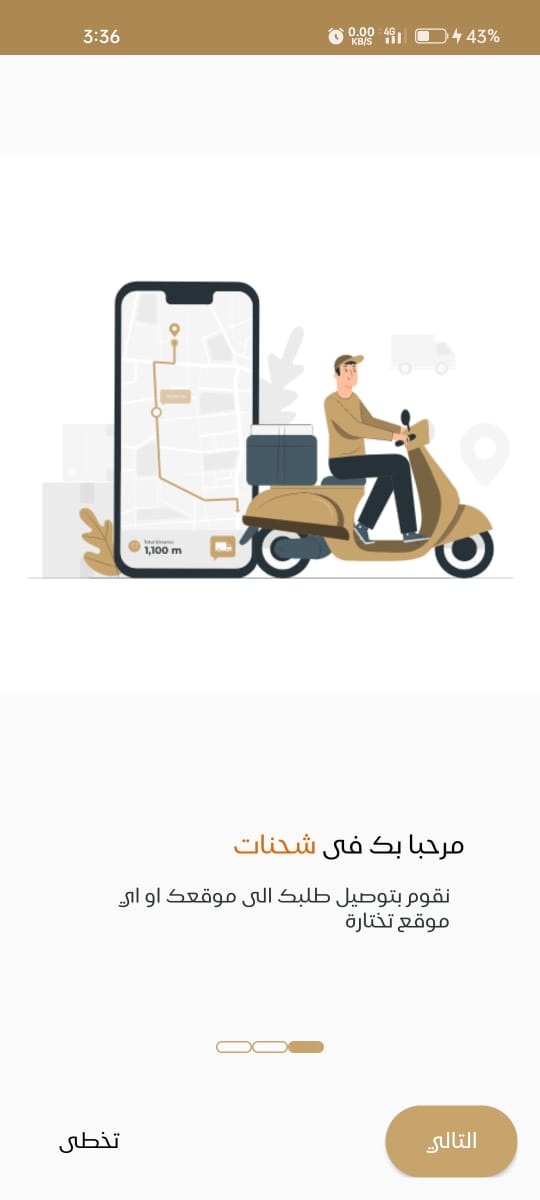 3:36
0.00 KB/S
4G
43%
Total distance
1,100 m
مرحبا بك فى شحنات
نقوم بتوصيل طلبك الى موقعك او اي
موقع تختارة
التالي
تخطى